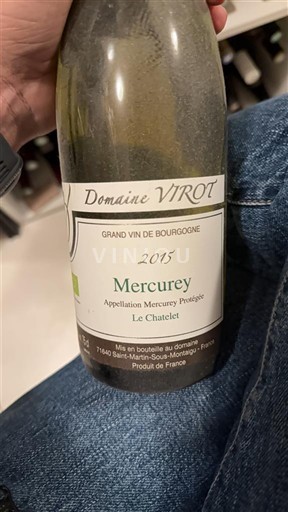 Domaine VIROT
GRAND VIN DE BOURGOGNE
2015
VINOU
Mercurey
Appellation Mercurey Protégée
Le Chatelet
Mis en bouteille au domaine
71640 Saint-Martin-Sous-Montaigu - France
Produit de France